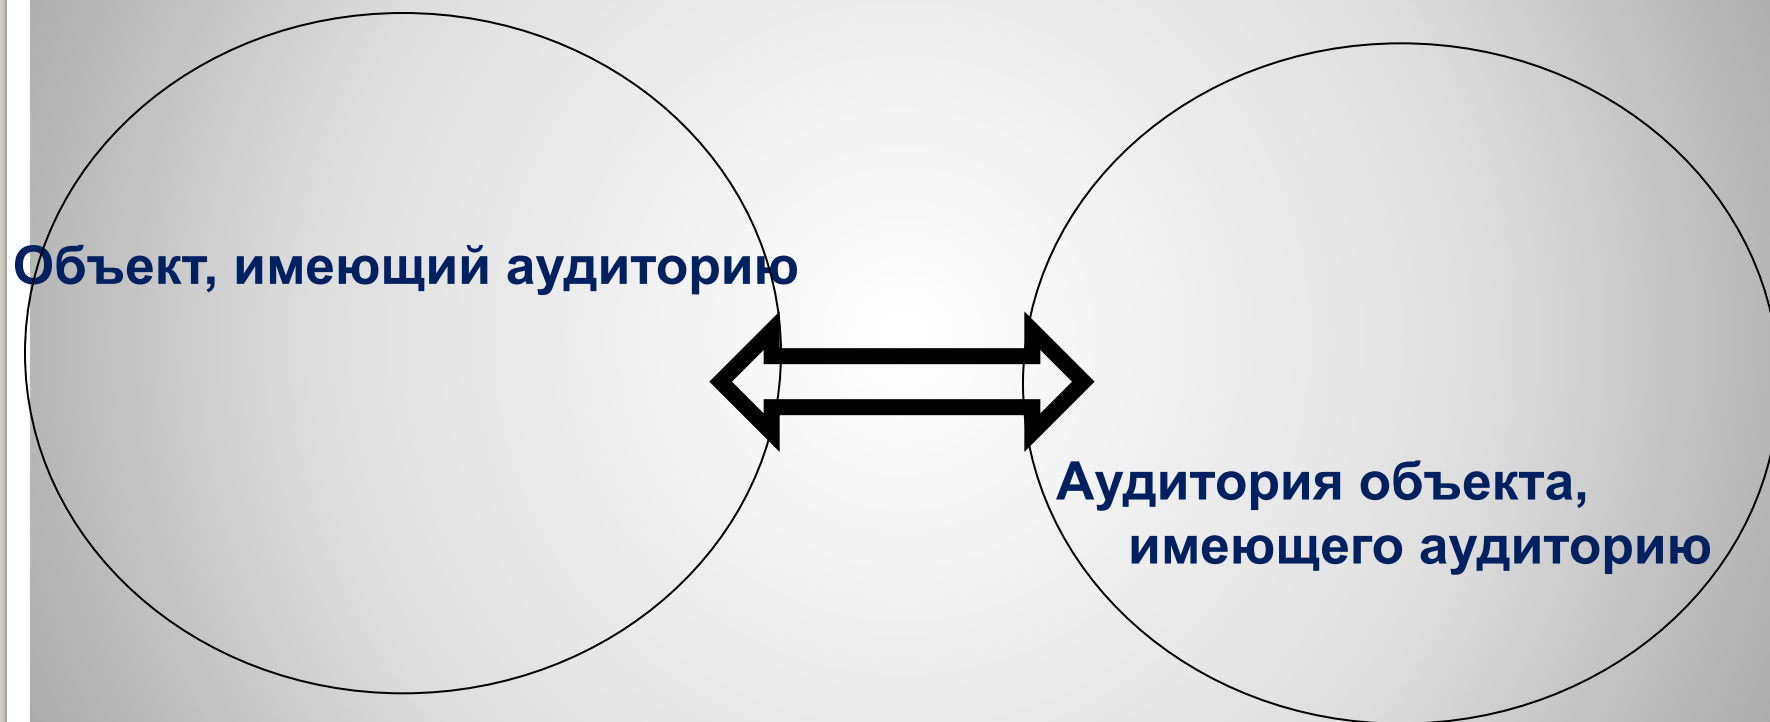 Объект, имеющий аудиторию
Аудитория объекта,
имеющего аудиторию